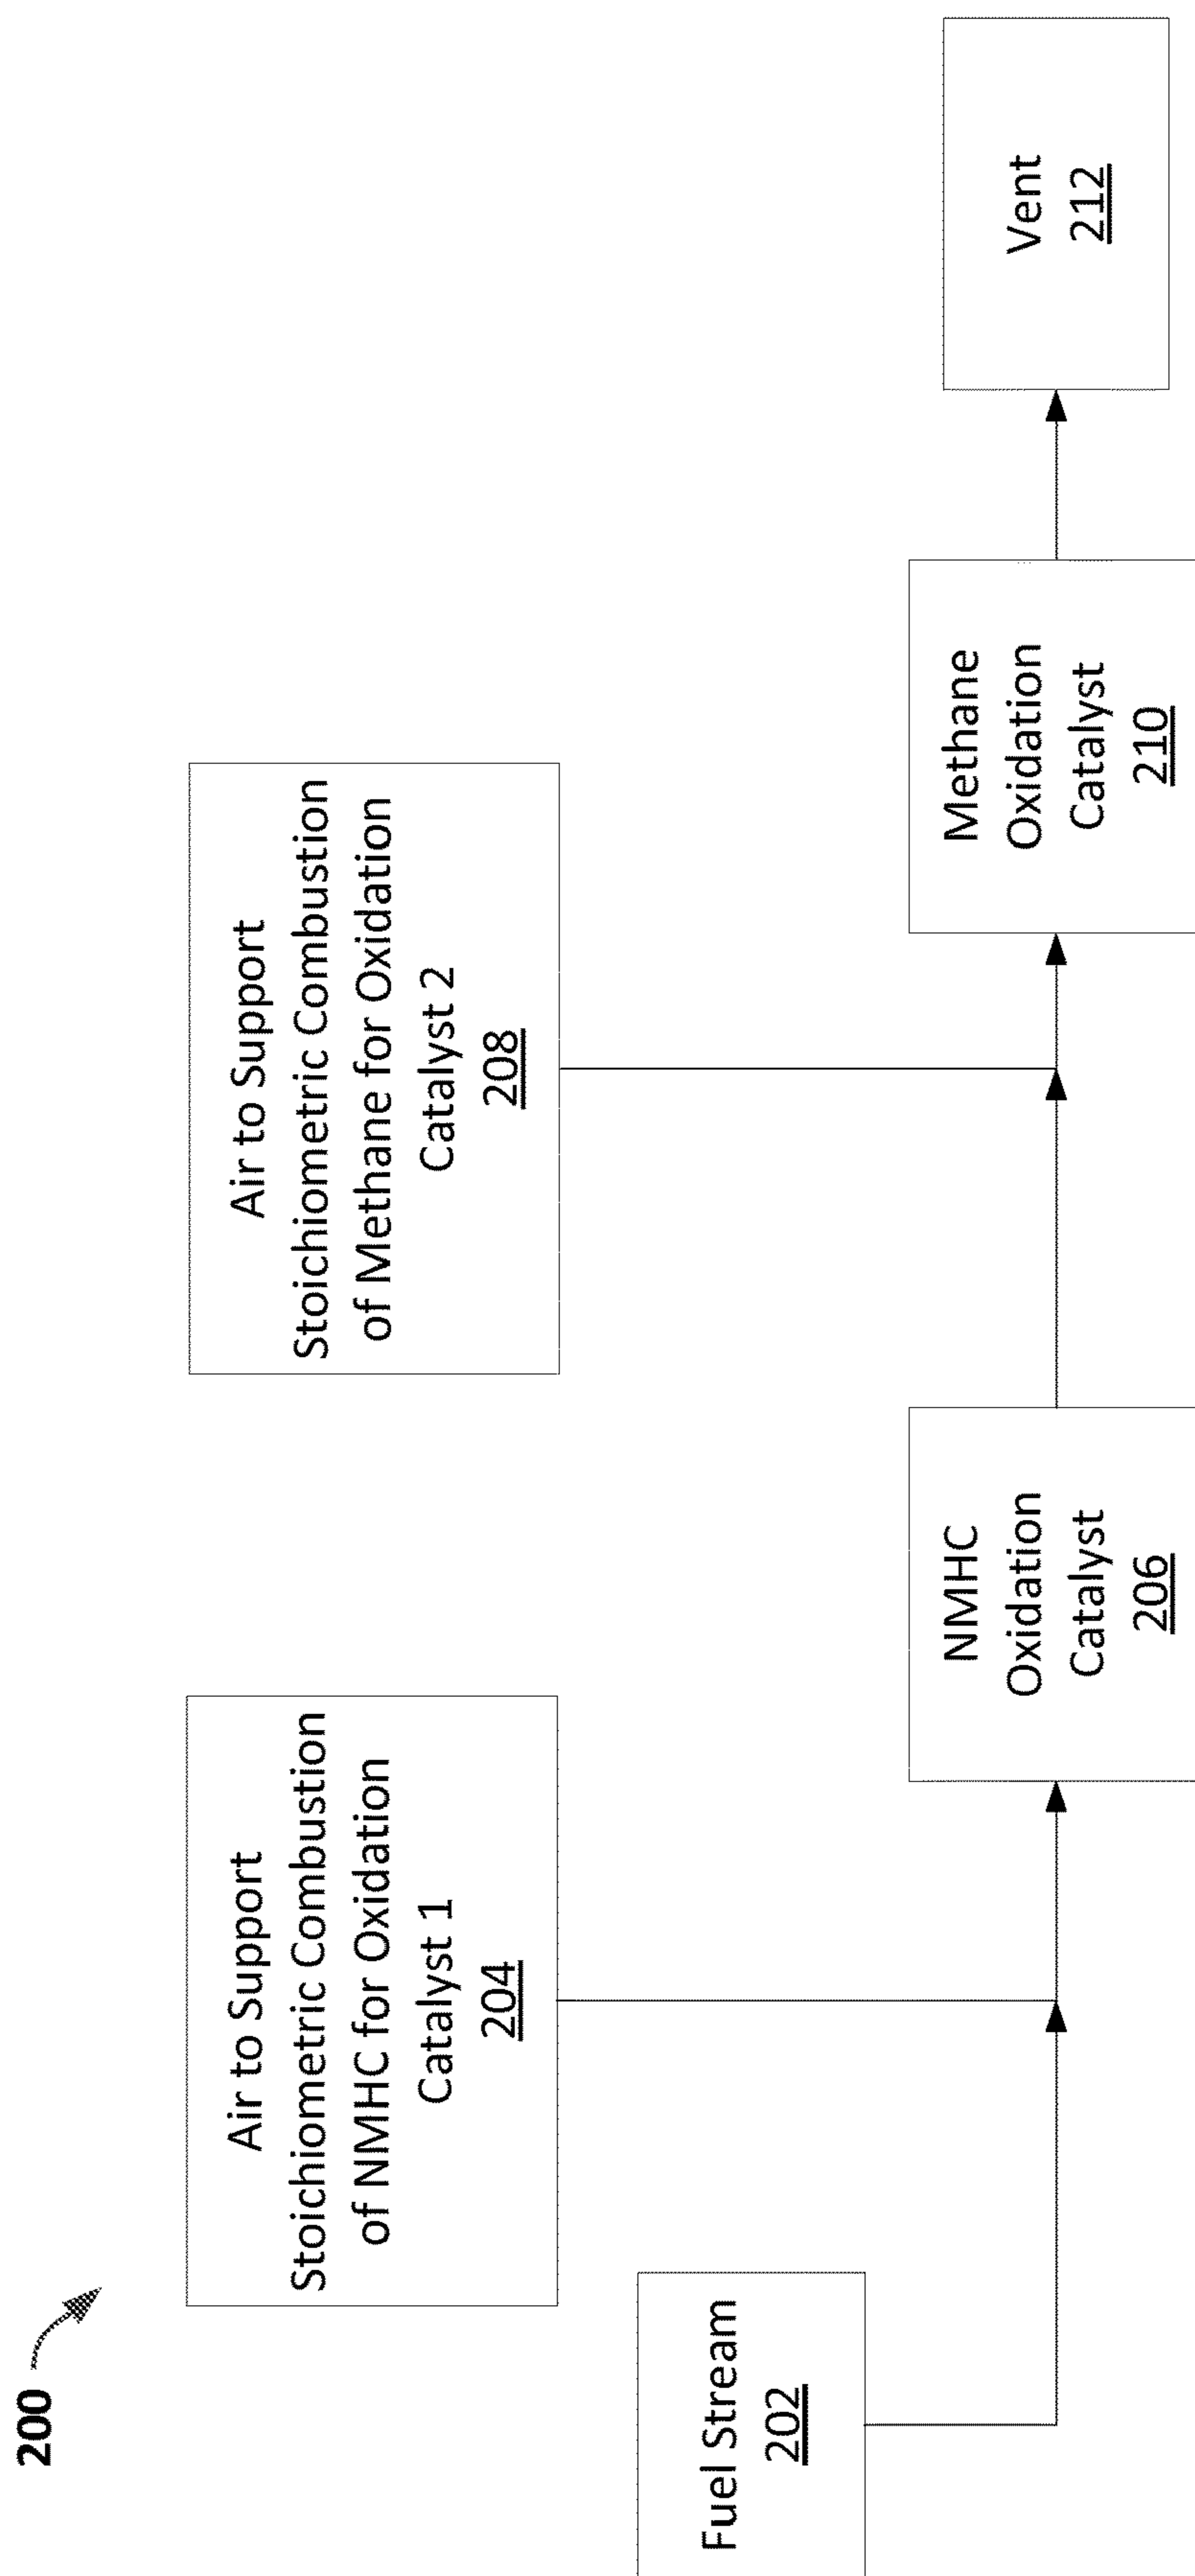 200
Fuel Stream
202
Air to Support
Stoichiometric Combustion
of NMHC for Oxidation
Catalyst 1
204
NMHC
Oxidation
Catalyst
206
Air to Support
Stoichiometric Combustion
of Methane for Oxidation
Catalyst 2
208
Methane
Oxidation
Catalyst
210
Vent
212